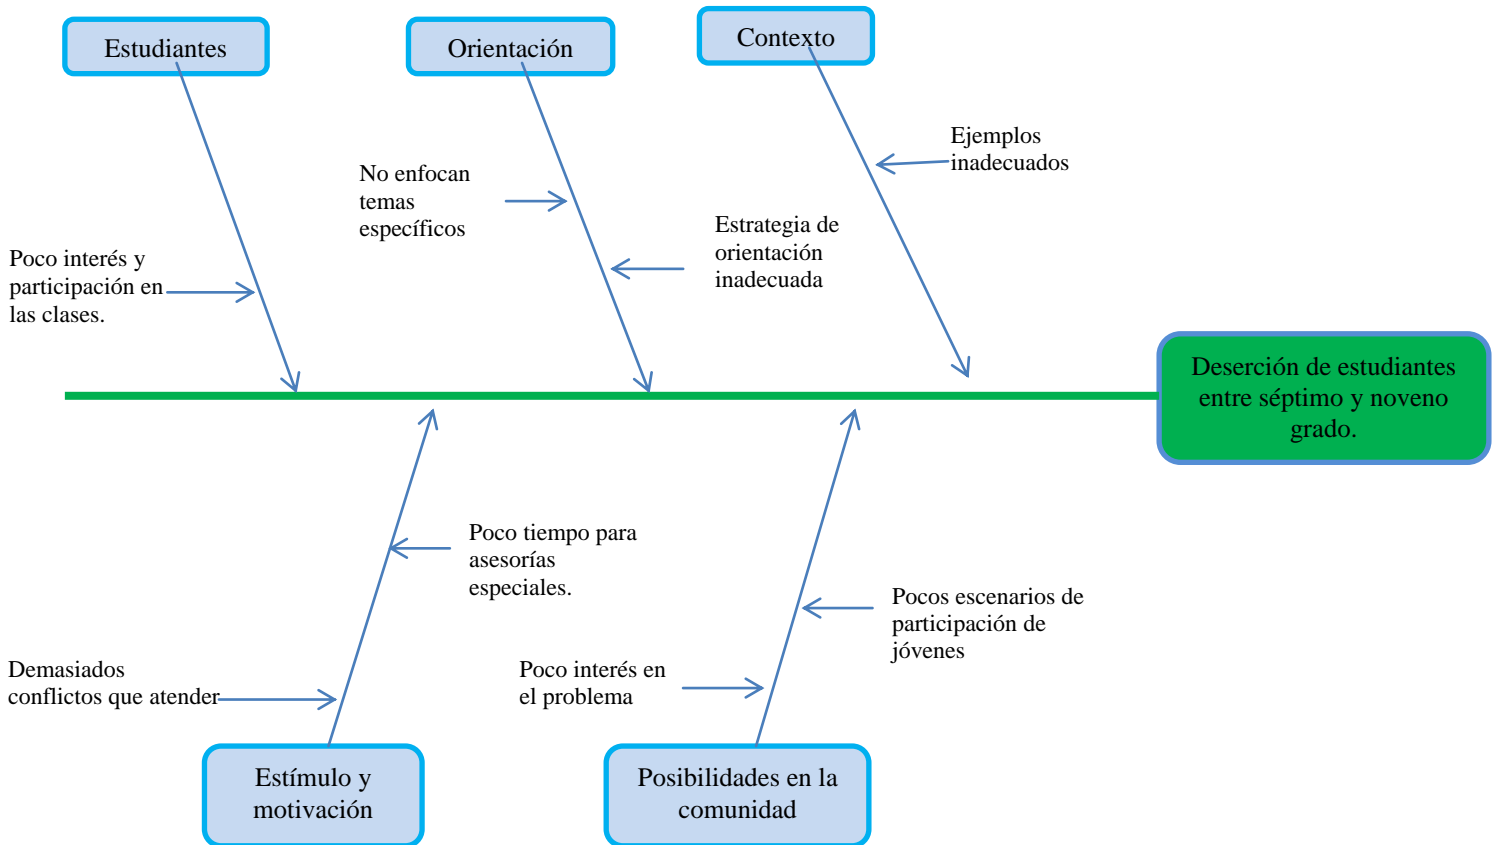 Estudiantes
Orientación
Contexto
Ejemplos
inadecuados
No enfocan
temas
específicos
Estrategia de
orientación
inadecuada
Poco interés y
participación en
las clases.
Deserción de estudiantes
entre séptimo y noveno
grado.
Poco tiempo para
asesorías
especiales.
Pocos escenarios de
participación de
jóvenes
Demasiados
conflictos que atender
Poco interés en
el problema
Estímulo y
motivación
Posibilidades en la
comunidad